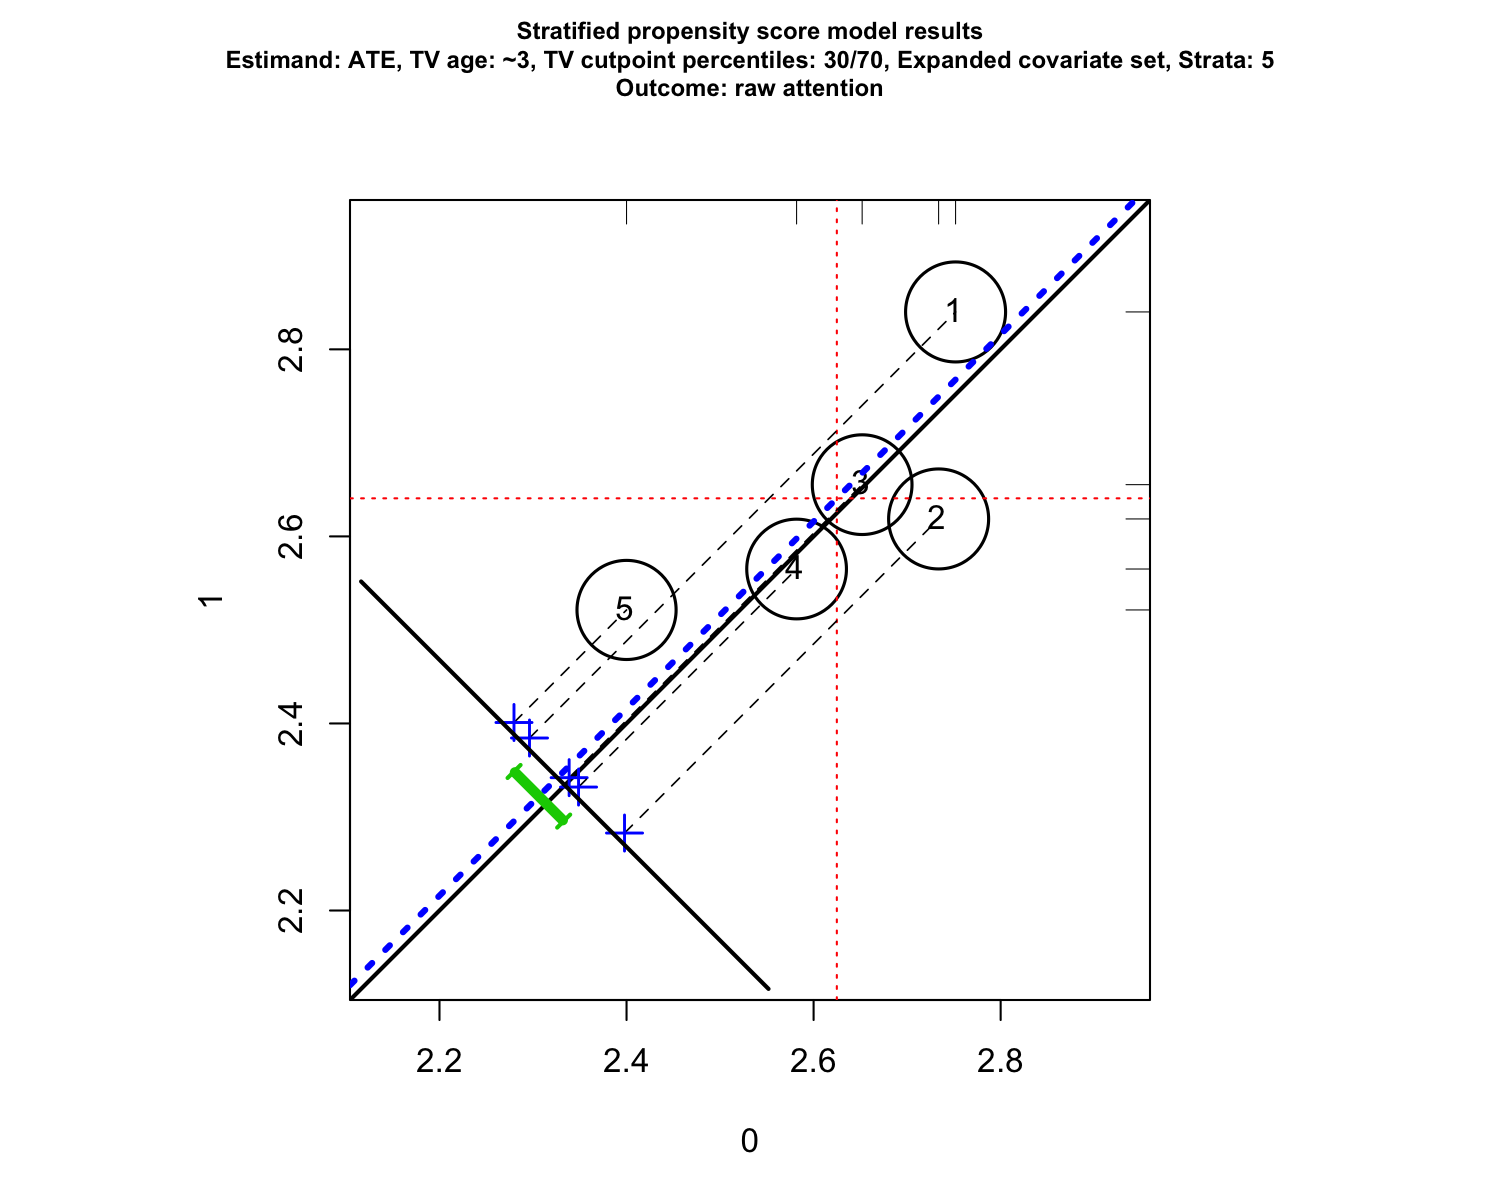 Stratified propensity score model results
Estimand: ATE, TV age: ~3, TV cutpoint percentiles: 30/70, Expanded covariate set, Strata: 5
Outcome: raw attention
1
2.8
3
2.6
2
4
1
5
2.4
2.2
2.2 2.4 2.6 2.8
0